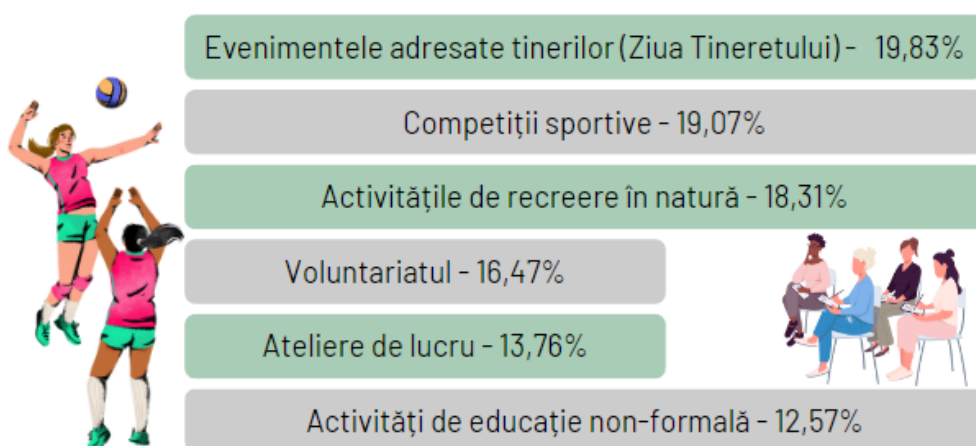 Evenimentele adresate tinerilor (Ziua Tineretului) - 19,83%
Competiții sportive - 19,07%
Activitățile de recreere în natură - 18,31%
Voluntariatul - 16,47%
Ateliere de lucru - 13,76%
Activități de educație non-formală - 12,57%